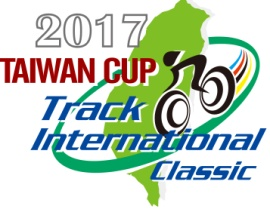 2017
TAIWAN CUP
Track
International
Classic